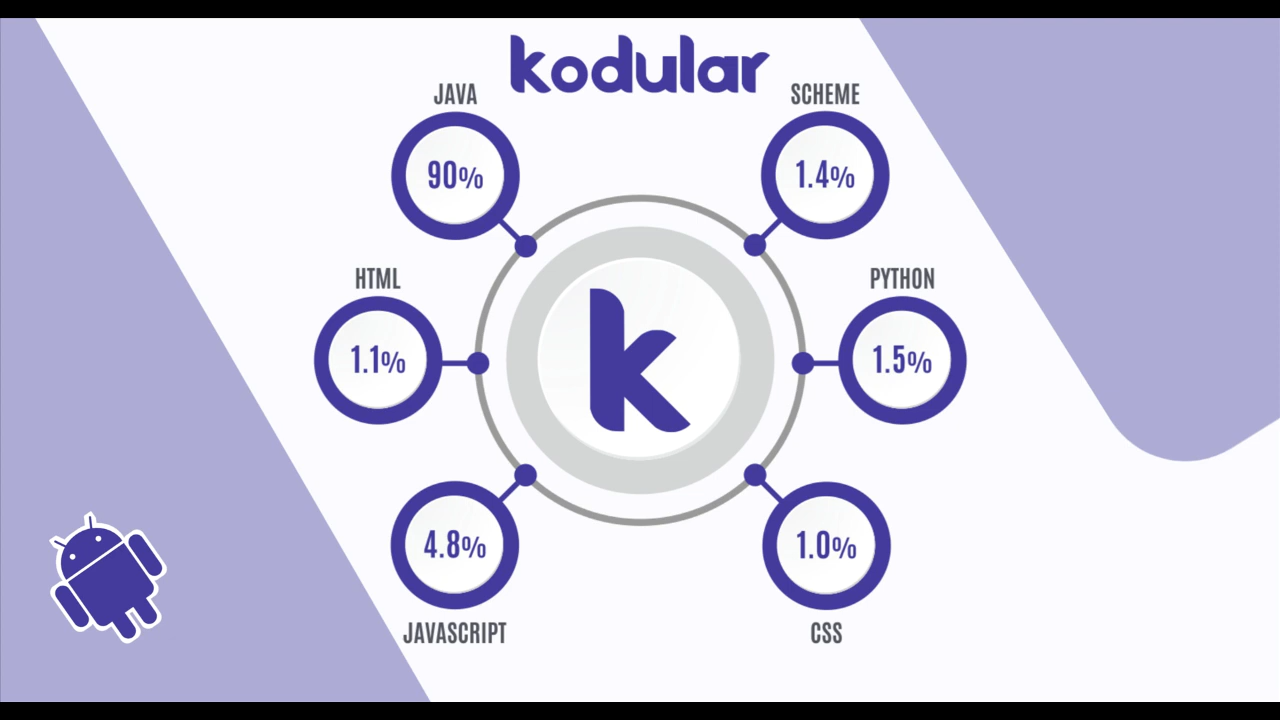 kodular
JAVA
90%
SCHEME
1.4%
HTML
1.1%
k
PYTHON
1.5%
4.8%
JAVASCRIPT
1.0%
CSS